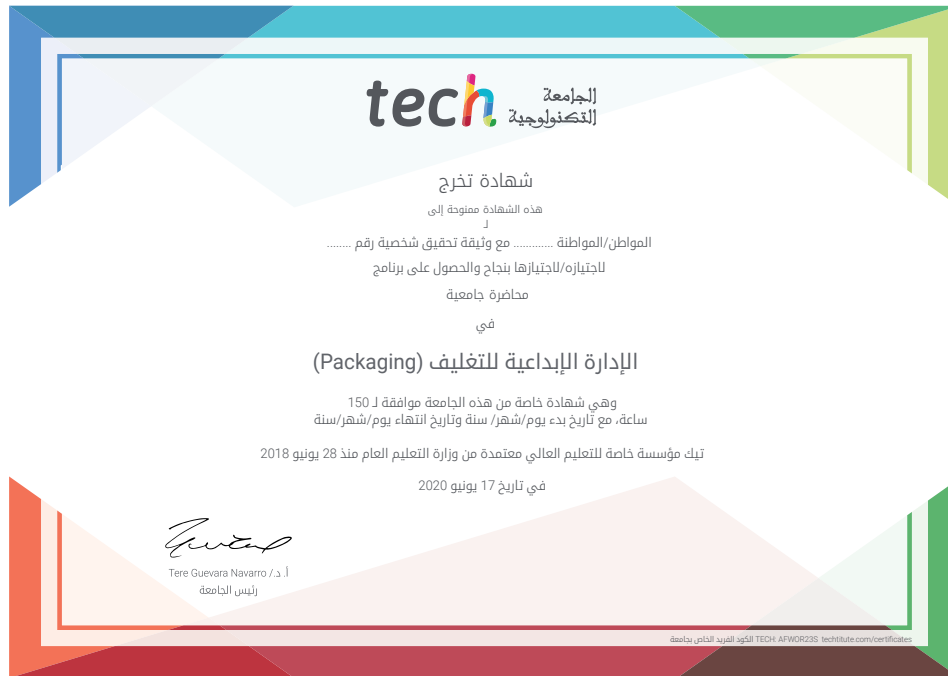 tech
الجامعة
التكنولوجية
شهادة تخرج
هذه الشهادة ممنوحة إلى
لـ
المواطن/المواطنة ............. مع وثيقة تحقيق شخصية رقم ........
لاجتيازه/لاجتيازها بنجاح والحصول على برنامج
محاضرة جامعية
في
الإدارة الإبداعية للتغليف (Packaging)
وهي شهادة خاصة من هذه الجامعة موافقة لـ 150
ساعة، مع تاريخ بدء يوم/شهر/ سنة وتاريخ انتهاء يوم/شهر/سنة
تيك مؤسسة خاصة للتعليم العالي معتمدة من وزارة التعليم العام منذ 28 يونيو 2018
في تاريخ 17 يونيو 2020
أ. د./ Tere Guevara Navarro
رئيس الجامعة
الكود الفريد الخاص بجامعة TECH: AFWOR23S techtitute.com/certificates